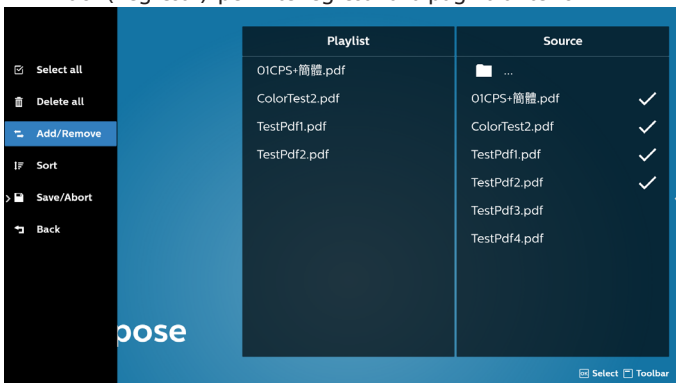 Select all
Delete all
Add/Remove
Sort
Save/Abort
Back
pose
Playlist
01CPS+簡體.pdf
ColorTest2.pdf
TestPdf1.pdf
TestPdf2.pdf
Source
...
01CPS+簡體.pdf
ColorTest2.pdf
TestPdf1.pdf
TestPdf2.pdf
TestPdf3.pdf
TestPdf4.pdf
Select Toolbar